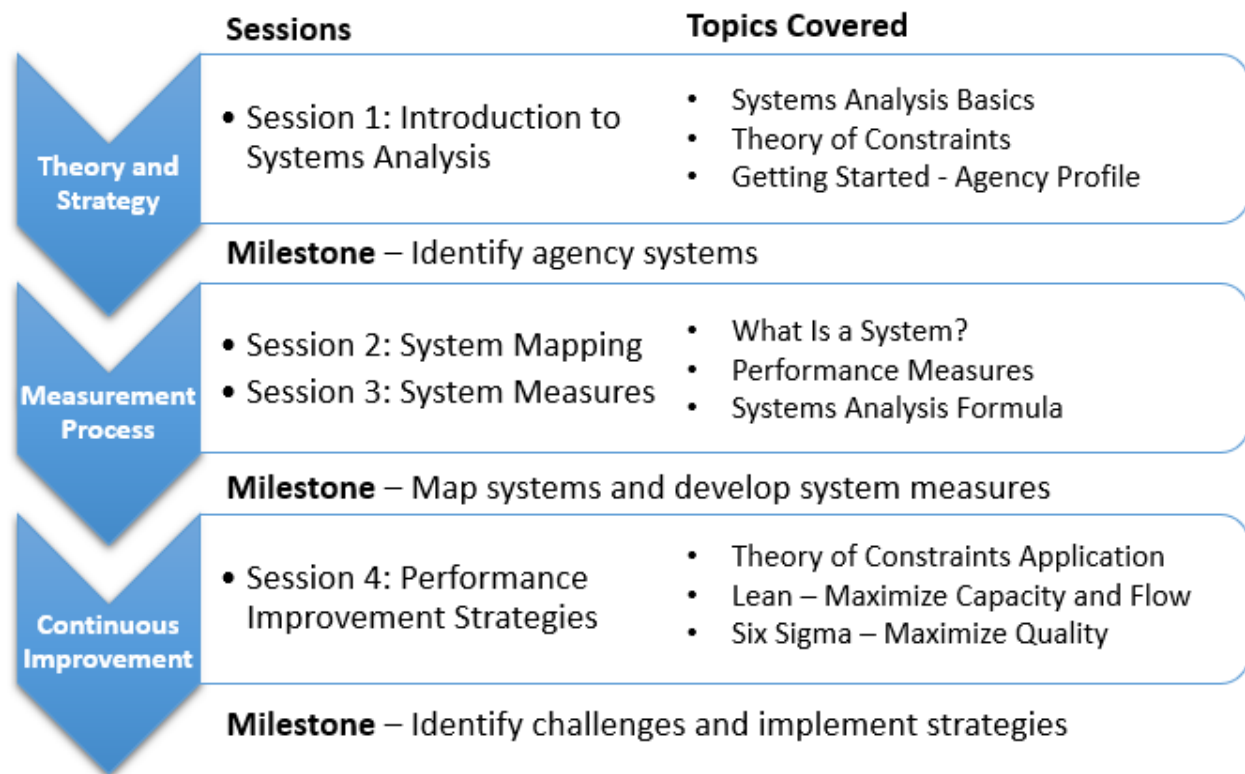 Sessions
Topics Covered
Theory and
Strategy
• Session 1: Introduction to
Systems Analysis
• Systems Analysis Basics
• Theory of Constraints
• Getting Started - Agency Profile
Milestone – Identify agency systems
Measurement
Process
• Session 2: System Mapping
• Session 3: System Measures
• What Is a System?
• Performance Measures
• Systems Analysis Formula
Milestone – Map systems and develop system measures
Continuous
Improvement
• Session 4: Performance
Improvement Strategies
• Theory of Constraints Application
• Lean – Maximize Capacity and Flow
• Six Sigma – Maximize Quality
Milestone – Identify challenges and implement strategies